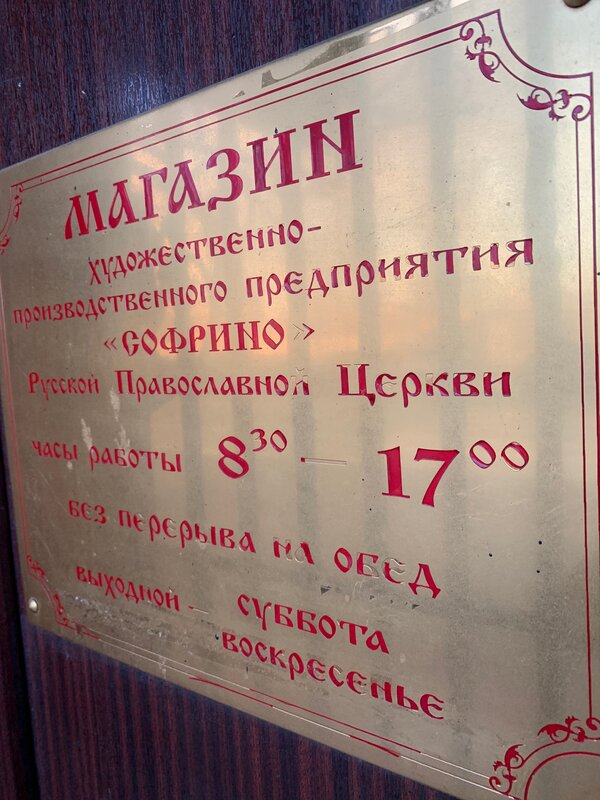 МАГАЗИН
художественно-
производственного предприятия
«СОФРИНО»
Русской Православной Церкви
часы работы 8³⁰ — 17⁰⁰
без перерыва на обед
выходной — суббота
воскресенье